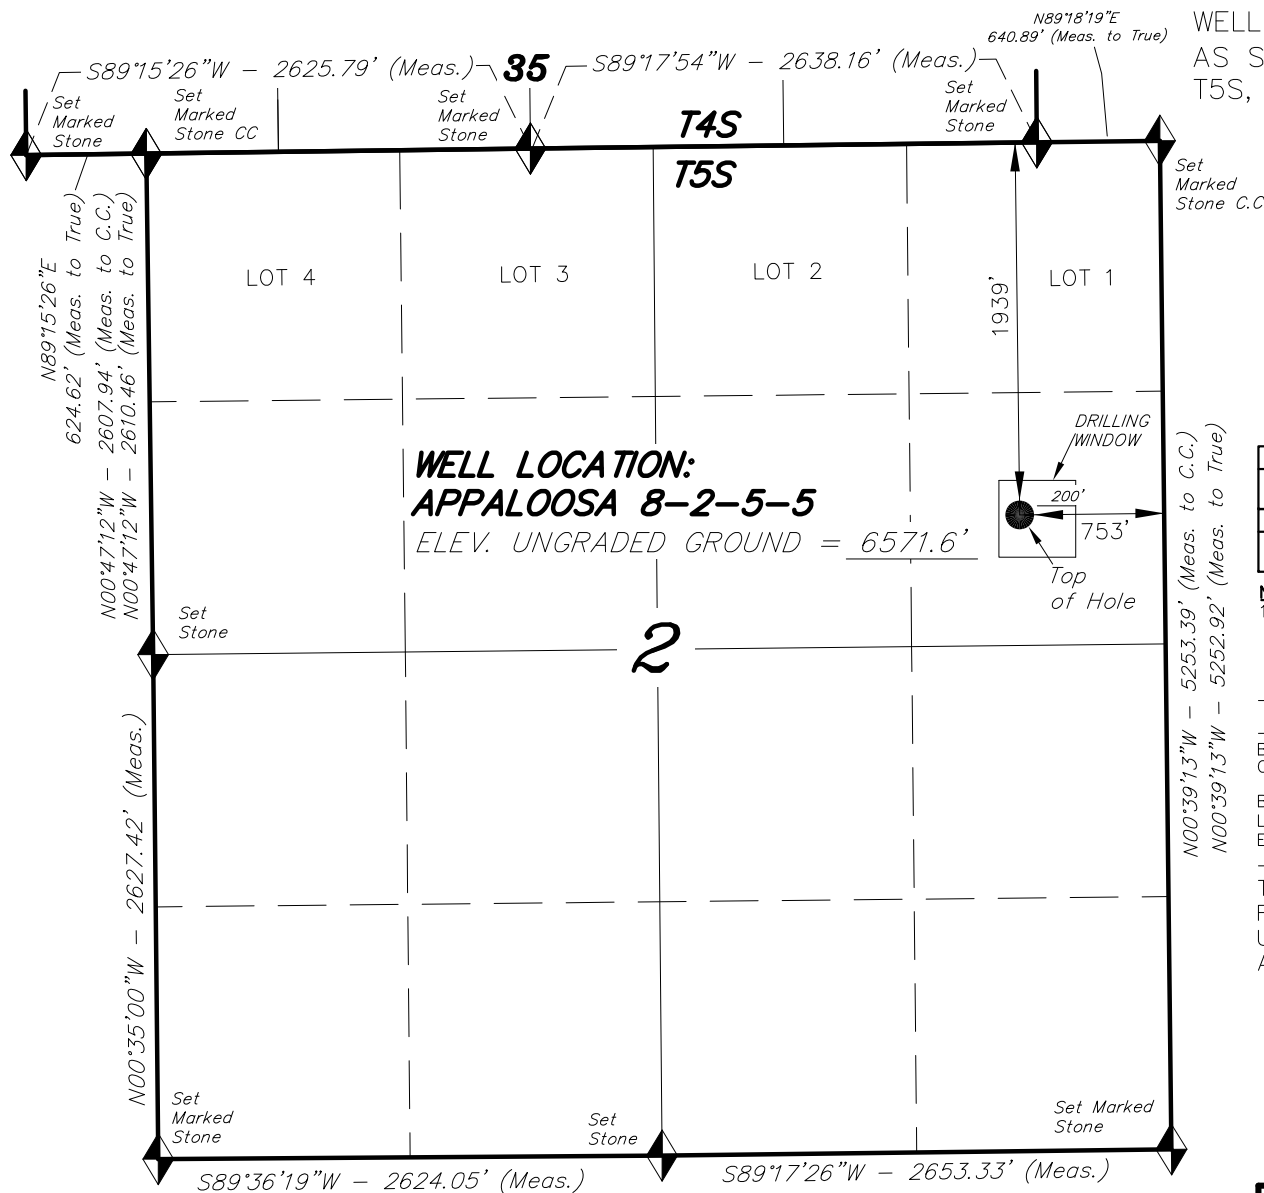 N89°18'19"E
640.89' (Meas. to True)
WELL
AS S
T5S,
S89°15'26"W – 2625.79' (Meas.)
35
S89°17'54"W – 2638.16' (Meas.)
Set
Marked
Stone
Set
Marked
Stone CC
Set
Marked
Stone
Set
Marked
Stone
T4S
T5S
Set
Marked
Stone C.C
N89°15'26"E
624.62' (Meas. to True)
N00°47'12"W – 2607.94' (Meas. to C.C.)
N00°47'12"W – 2610.46' (Meas. to True)
LOT 4
LOT 3
LOT 2
LOT 1
1939'
DRILLING
WINDOW
WELL LOCATION:
APPALOOSA 8–2–5–5
ELEV. UNGRADED GROUND = 6571.6'
200'
753'
Top
of Hole
N00°39'13"W – 5253.39' (Meas. to C.C.)
N00°39'13"W – 5252.92' (Meas. to True)
Set
Stone
2
N00°35'00"W – 2627.42' (Meas.)
Set
Marked
Stone
Set
Stone
Set Marked
Stone
S89°36'19"W – 2624.05' (Meas.)
S89°17'26"W – 2653.33' (Meas.)